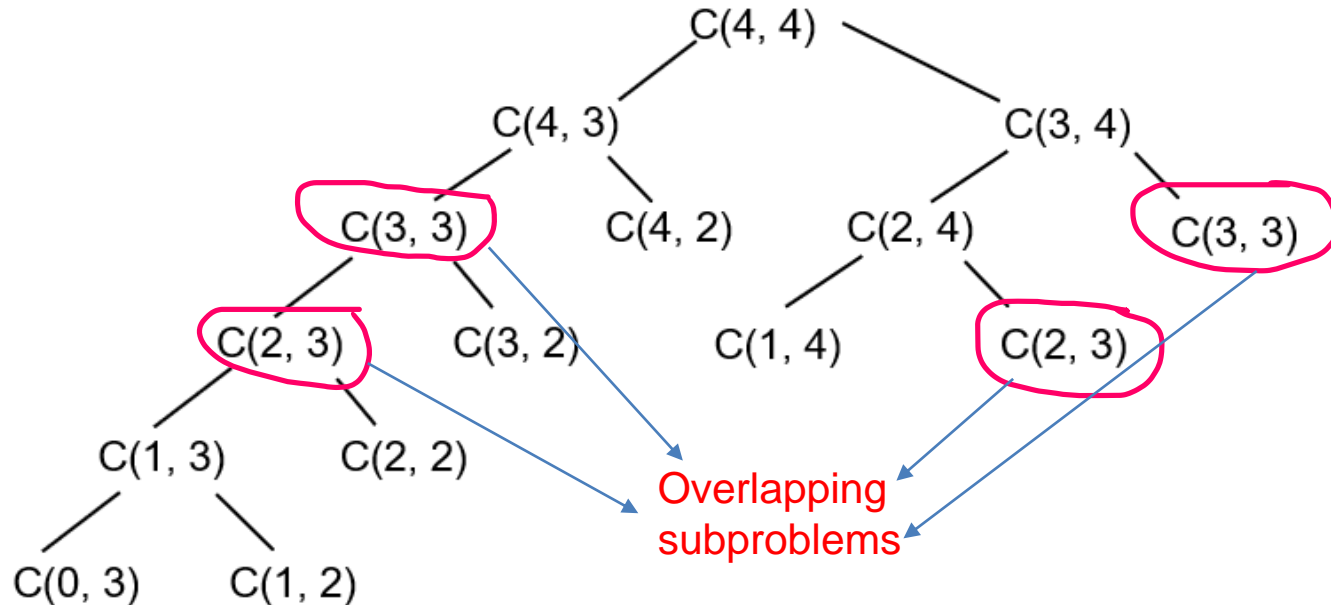 C(4, 4)
C(4, 3)
C(3, 4)
C(3, 3)
C(4, 2)
C(2, 4)
C(3, 3)
C(2, 3)
C(3, 2)
C(1, 4)
C(2, 3)
C(1, 3)
C(2, 2)
Overlapping
subproblems
C(0, 3)
C(1, 2)